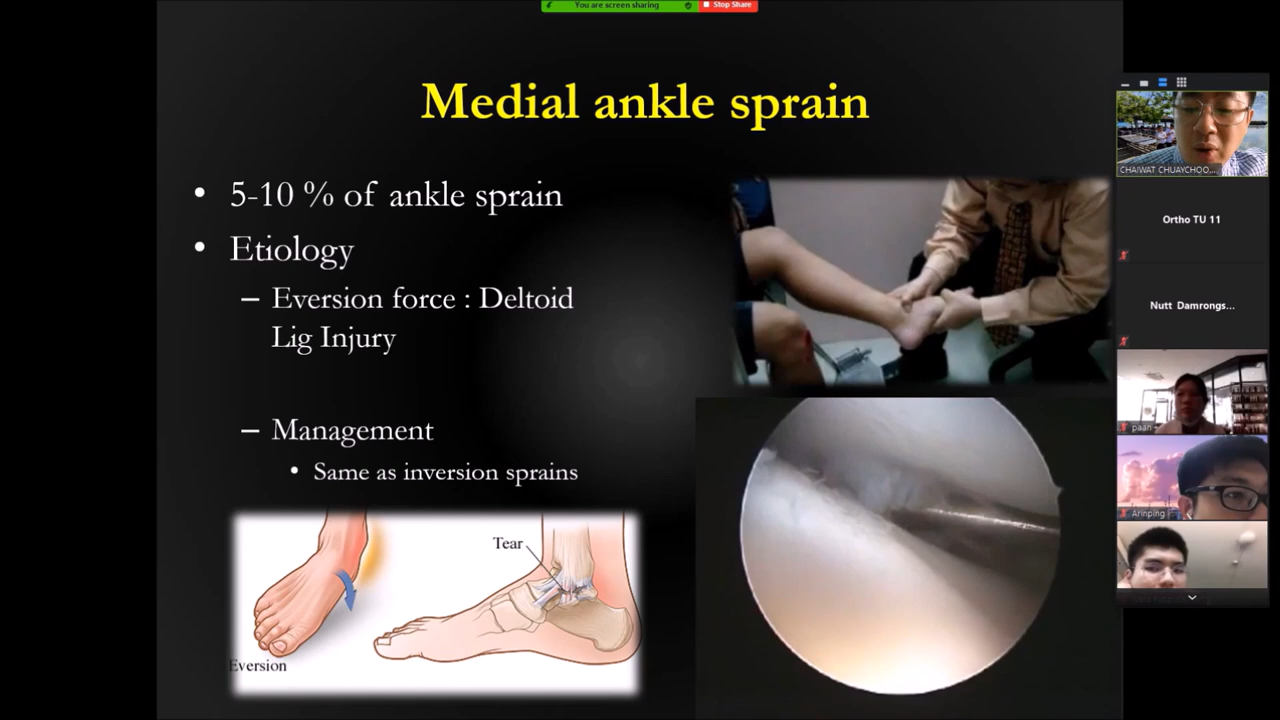 You are screen sharing
Stop Share
Medial ankle sprain
• 5-10 % of ankle sprain
• Etiology
– Eversion force : Deltoid
Lig Injury
– Management
• Same as inversion sprains
Tear
Eversion
CHAIWAT CHUAYCHOO...
Ortho TU 11
Nutt Damrongs...
paan
Arinping